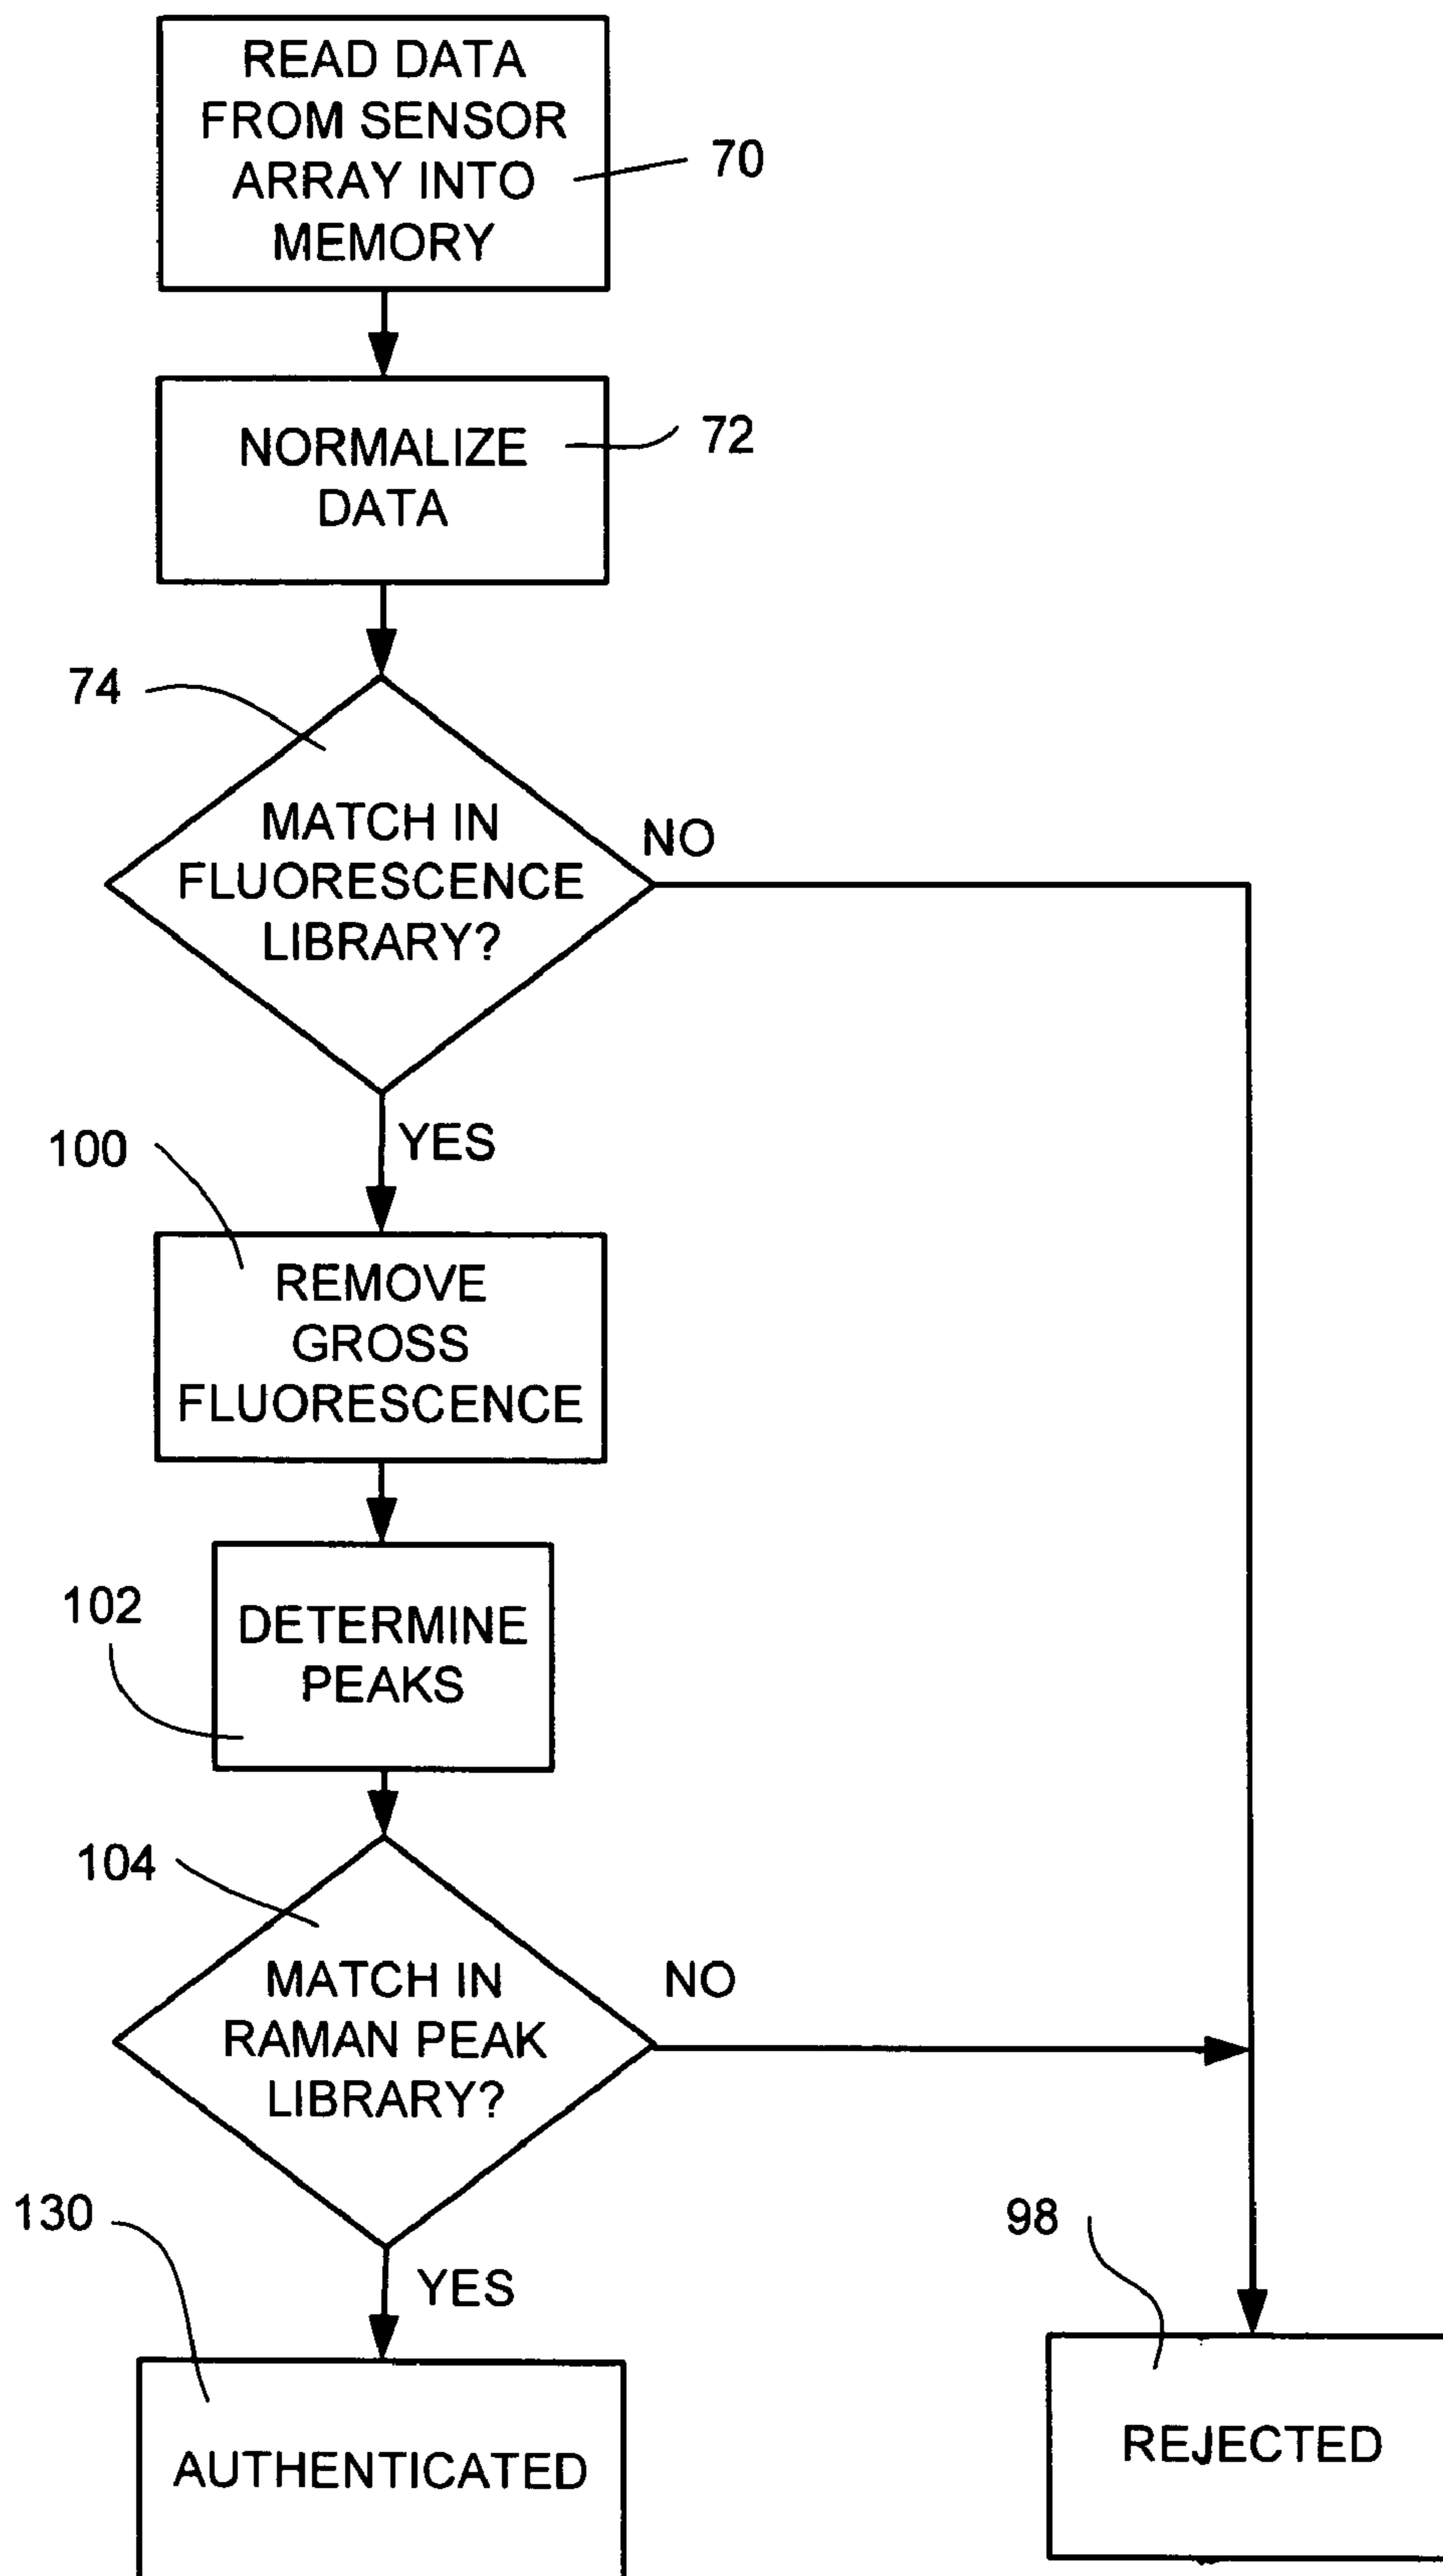 READ DATA
FROM SENSOR
ARRAY INTO
MEMORY
70
NORMALIZE
DATA
72
74
MATCH IN
FLUORESCENCE
LIBRARY?
NO
YES
100
REMOVE
GROSS
FLUORESCENCE
102
DETERMINE
PEAKS
104
MATCH IN
RAMAN PEAK
LIBRARY?
NO
YES
130
AUTHENTICATED
98
REJECTED